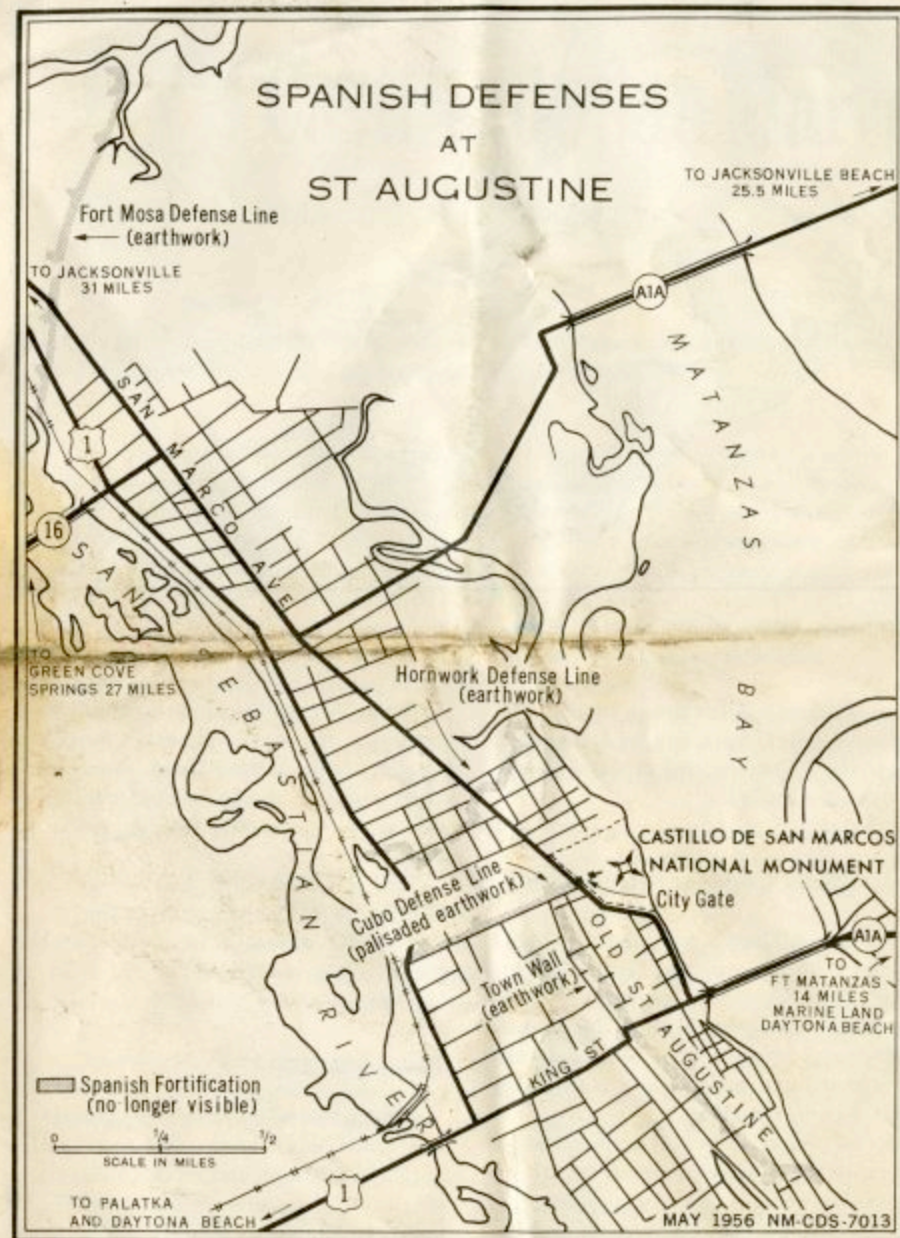 SPANISH DEFENSES
AT
ST AUGUSTINE
TO JACKSONVILLE BEACH
25.5 MILES
Fort Mosa Defense Line
(earthwork)
TO JACKSONVILLE
31 MILES
A1A
MATANZAS
BAY
SAN MARCO AVE
1
16
SAN SEBASTIAN RIVER
TO
GREEN COVE
SPRINGS 27 MILES
Hornwork Defense Line
(earthwork)
CASTILLO DE SAN MARCOS
NATIONAL MONUMENT
City Gate
Cubo Defense Line
(palisaded earthwork)
OLD ST AUGUSTINE
Town Wall
(earthwork)
A1A
TO
FT MATANZAS
14 MILES
MARINE LAND
DAYTONA BEACH
KING ST
Spanish Fortification
(no longer visible)
0 1/4 1/2
SCALE IN MILES
1
TO PALATKA
AND DAYTONA BEACH
MAY 1956 NM-CDS-7013